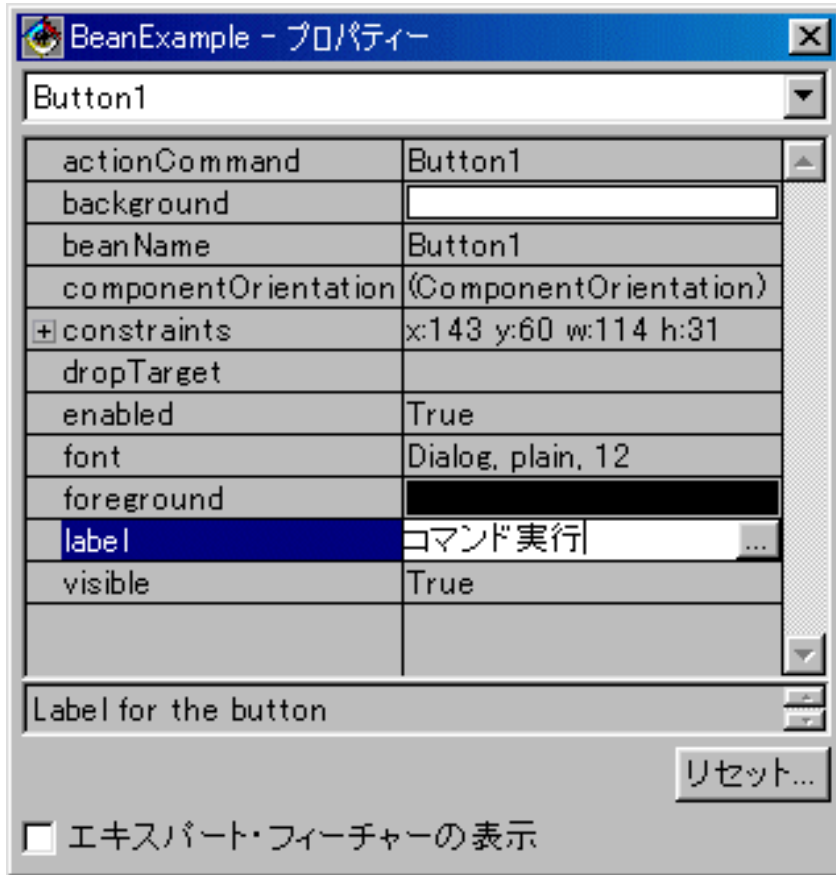 BeanExample - プロパティー
Button1
actionCommand Button1
background
beanName Button1
componentOrientation (ComponentOrientation)
constraints x:143 y:60 w:114 h:31
dropTarget
enabled True
font Dialog, plain, 12
foreground
label コマンド実行 ...
visible True
Label for the button
リセット...
エキスパート・フィーチャーの表示